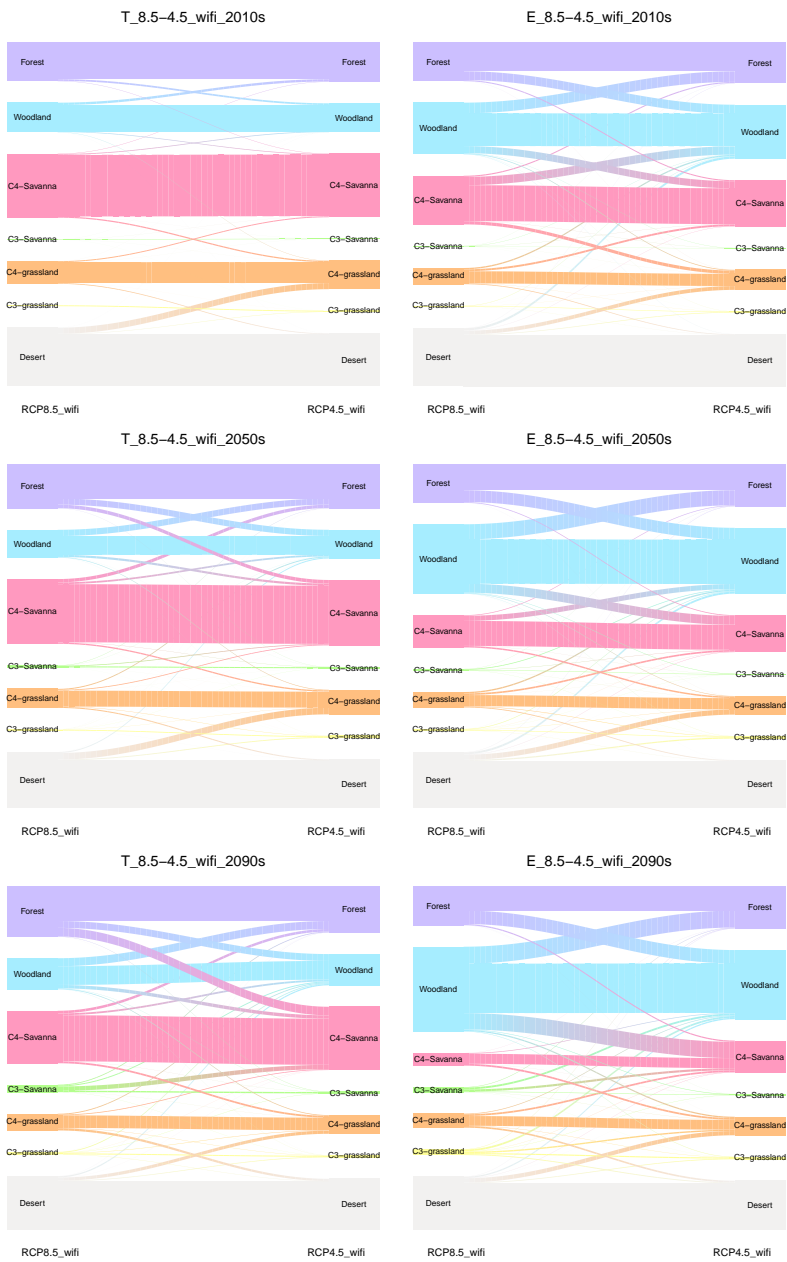 T_8.5−4.5_wifi_2010s
Forest Forest
Woodland Woodland
C4−Savanna C4−Savanna
C3−Savanna C3−Savanna
C4−grassland C4−grassland
C3−grassland C3−grassland
Desert Desert
RCP8.5_wifi RCP4.5_wifi
E_8.5−4.5_wifi_2010s
Forest Forest
Woodland Woodland
C4−Savanna C4−Savanna
C3−Savanna C3−Savanna
C4−grassland C4−grassland
C3−grassland C3−grassland
Desert Desert
RCP8.5_wifi RCP4.5_wifi
T_8.5−4.5_wifi_2050s
Forest Forest
Woodland Woodland
C4−Savanna C4−Savanna
C3−Savanna C3−Savanna
C4−grassland C4−grassland
C3−grassland C3−grassland
Desert Desert
RCP8.5_wifi RCP4.5_wifi
E_8.5−4.5_wifi_2050s
Forest Forest
Woodland Woodland
C4−Savanna C4−Savanna
C3−Savanna C3−Savanna
C4−grassland C4−grassland
C3−grassland C3−grassland
Desert Desert
RCP8.5_wifi RCP4.5_wifi
T_8.5−4.5_wifi_2090s
Forest Forest
Woodland Woodland
C4−Savanna C4−Savanna
C3−Savanna C3−Savanna
C4−grassland C4−grassland
C3−grassland C3−grassland
Desert Desert
RCP8.5_wifi RCP4.5_wifi
E_8.5−4.5_wifi_2090s
Forest Forest
Woodland Woodland
C4−Savanna C4−Savanna
C3−Savanna C3−Savanna
C4−grassland C4−grassland
C3−grassland C3−grassland
Desert Desert
RCP8.5_wifi RCP4.5_wifi